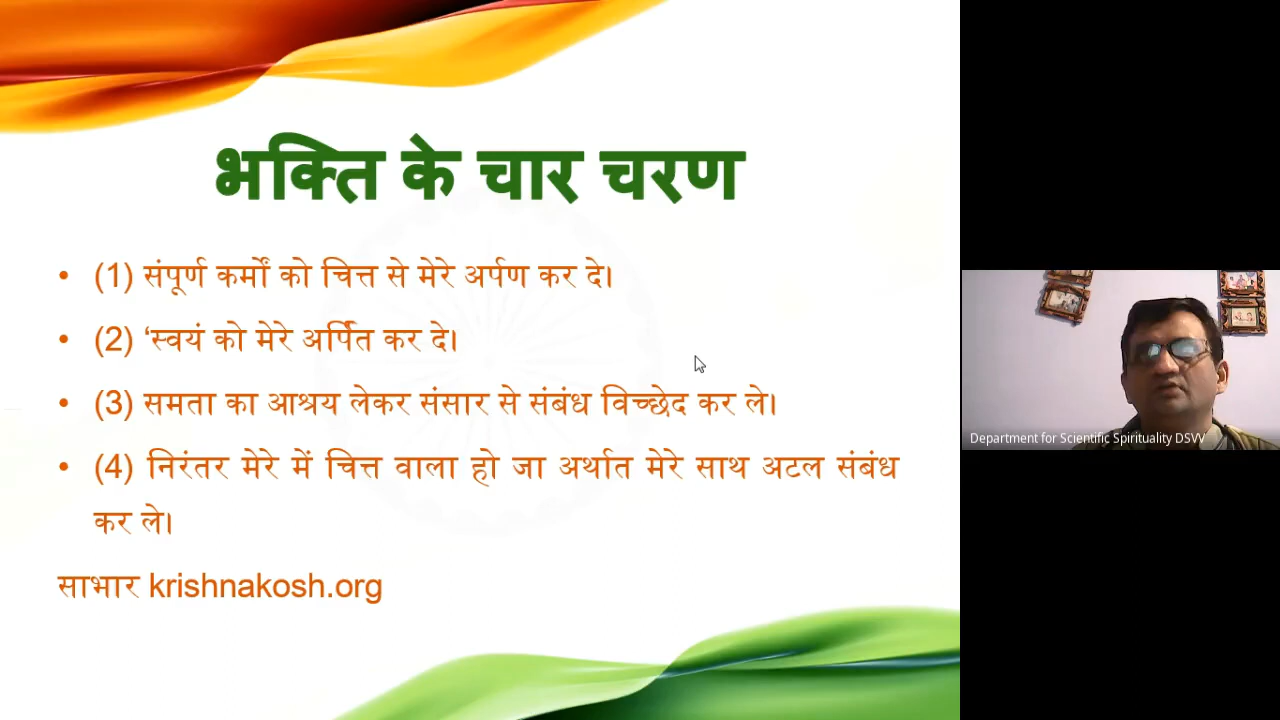 भक्ति के चार चरण
• (1) संपूर्ण कर्मों को चित्त से मेरे अर्पण कर दे।
• (2) ‘स्वयं को मेरे अर्पित कर दे।
• (3) समता का आश्रय लेकर संसार से संबंध विच्छेद कर ले।
• (4) निरंतर मेरे में चित्त वाला हो जा अर्थात मेरे साथ अटल संबंध
कर ले।
साभार krishnakosh.org
Department for Scientific Spirituality DSVV